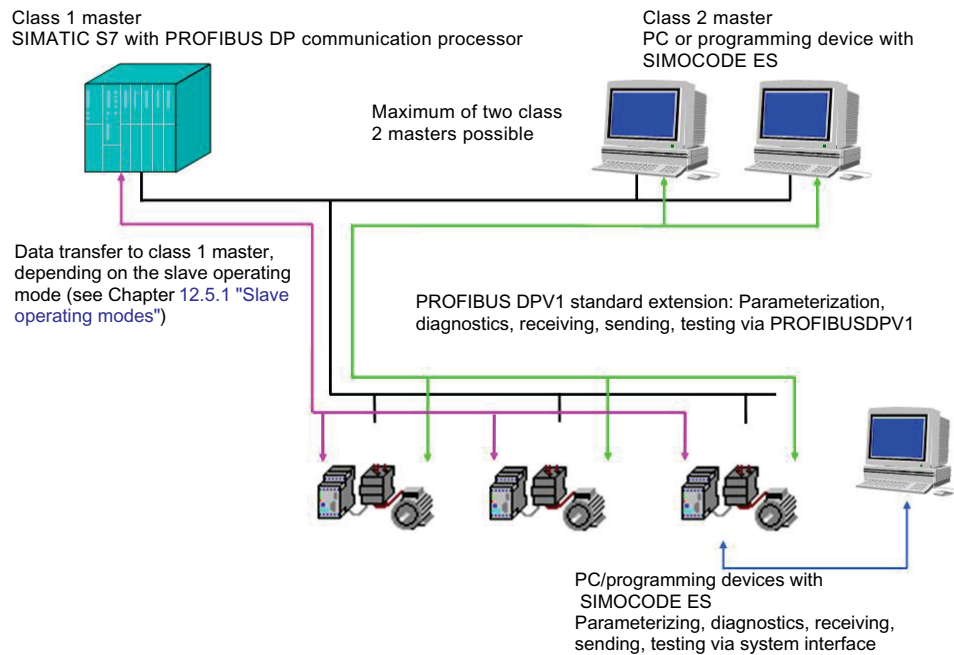 Class 1 master
SIMATIC S7 with PROFIBUS DP communication processor
Class 2 master
PC or programming device with
SIMOCODE ES
Maximum of two class
2 masters possible
Data transfer to class 1 master,
depending on the slave operating
mode (see Chapter 12.5.1 "Slave
operating modes")
PROFIBUS DPV1 standard extension: Parameterization,
diagnostics, receiving, sending, testing via PROFIBUSDPV1
PC/programming devices with
SIMOCODE ES
Parameterizing, diagnostics, receiving,
sending, testing via system interface